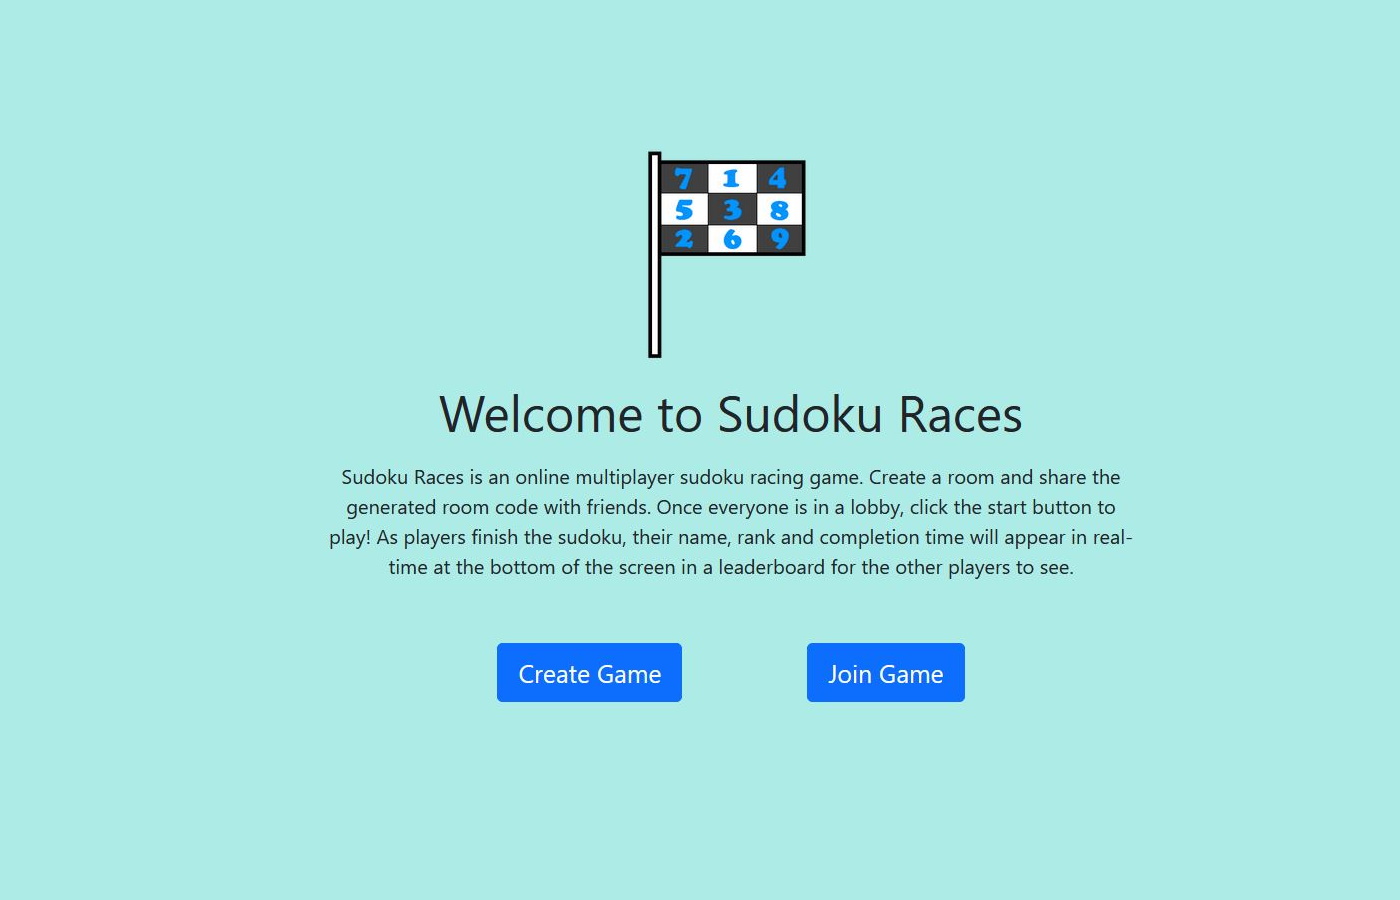 7 1 4
5 3 8
2 6 9
Welcome to Sudoku Races
Sudoku Races is an online multiplayer sudoku racing game. Create a room and share the
generated room code with friends. Once everyone is in a lobby, click the start button to
play! As players finish the sudoku, their name, rank and completion time will appear in real-
time at the bottom of the screen in a leaderboard for the other players to see.
Create Game
Join Game